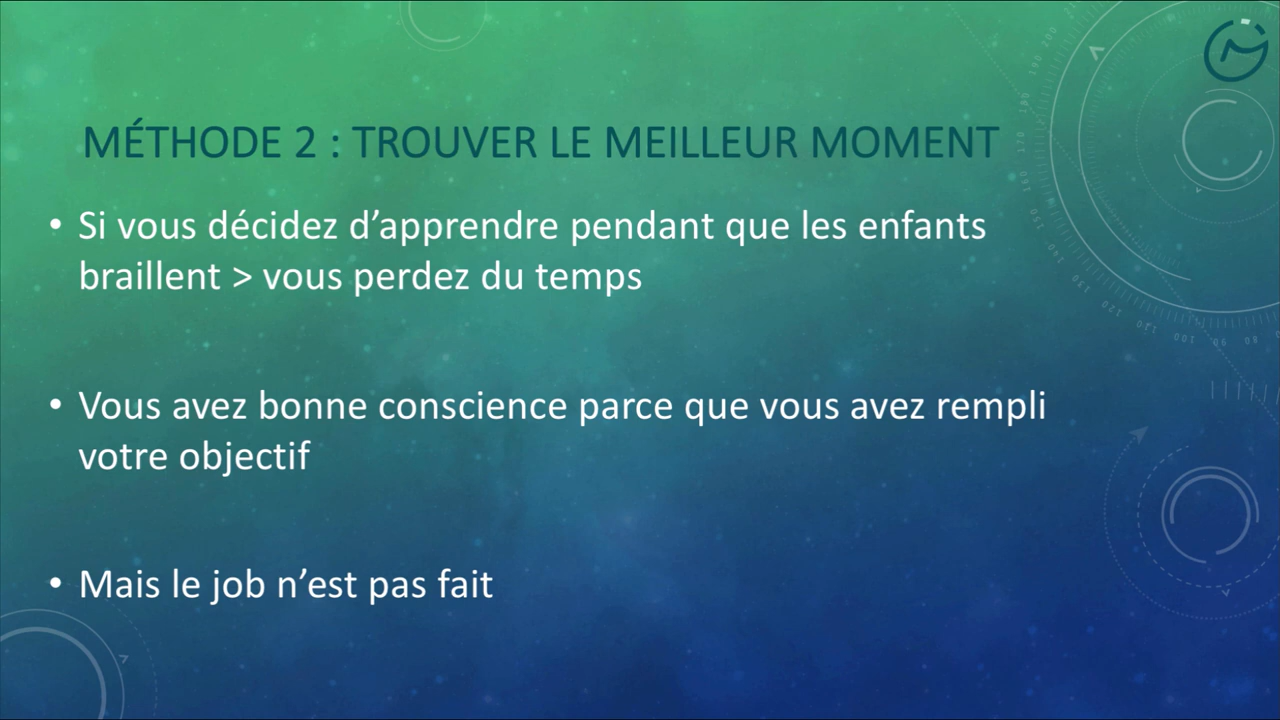 MÉTHODE 2 : TROUVER LE MEILLEUR MOMENT
• Si vous décidez d’apprendre pendant que les enfants
braillent > vous perdez du temps
• Vous avez bonne conscience parce que vous avez rempli
votre objectif
• Mais le job n’est pas fait